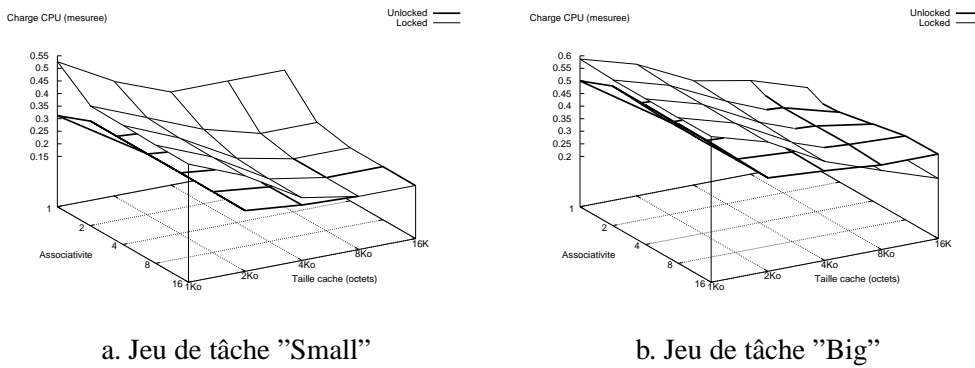 Charge CPU (mesuree)
Unlocked
Locked
0.55
0.5
0.45
0.4
0.35
0.3
0.25
0.2
0.15
1
2
4
8
16
Associativite
1Ko
2Ko
4Ko
8Ko
16K
Taille cache (octets)
a. Jeu de tâche ”Small”
Charge CPU (mesuree)
Unlocked
Locked
0.6
0.55
0.5
0.45
0.4
0.35
0.3
0.25
0.2
1
2
4
8
16
Associativite
1Ko
2Ko
4Ko
8Ko
16K
Taille cache (octets)
b. Jeu de tâche ”Big”